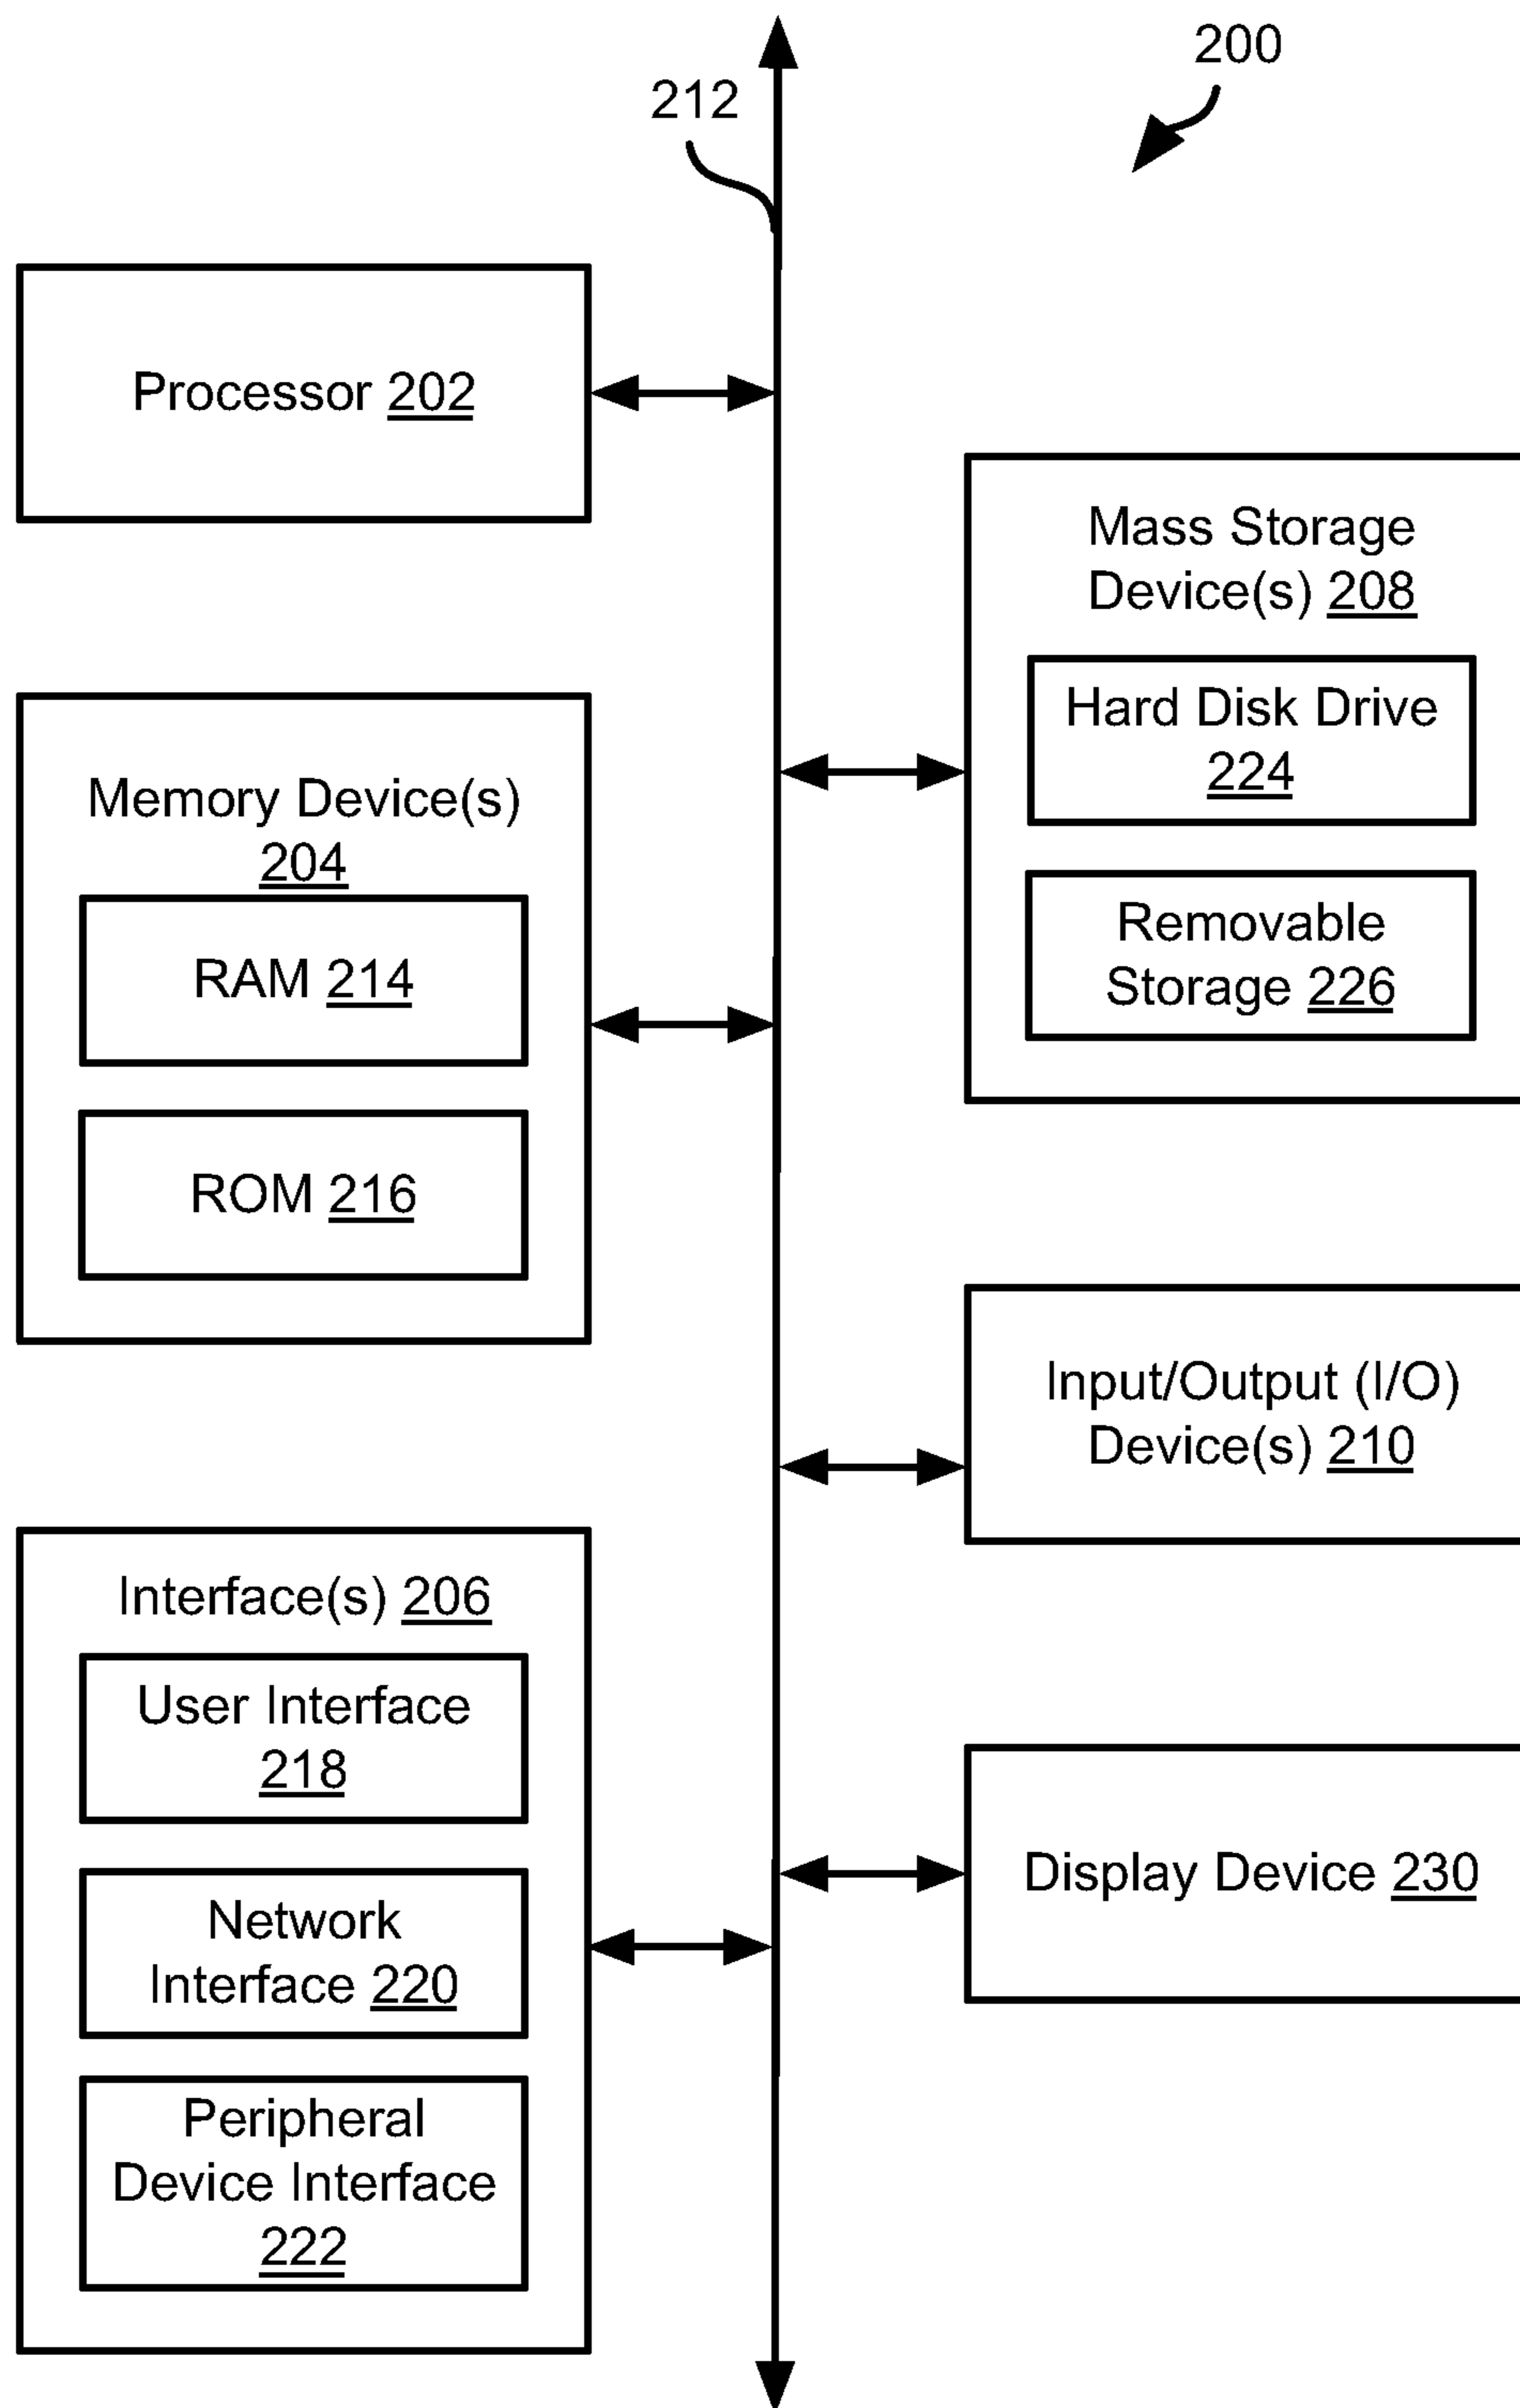 200
212
Processor 202
Mass Storage
Device(s) 208
Hard Disk Drive
224
Removable
Storage 226
Memory Device(s)
204
RAM 214
ROM 216
Input/Output (I/O)
Device(s) 210
Interface(s) 206
User Interface
218
Network
Interface 220
Peripheral
Device Interface
222
Display Device 230